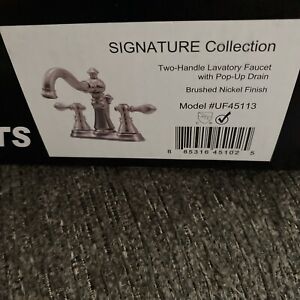 SIGNATURE Collection
Two-Handle Lavatory Faucet
with Pop-Up Drain
Brushed Nickel Finish
Model #UF45113
TS
8 85316 45102 5